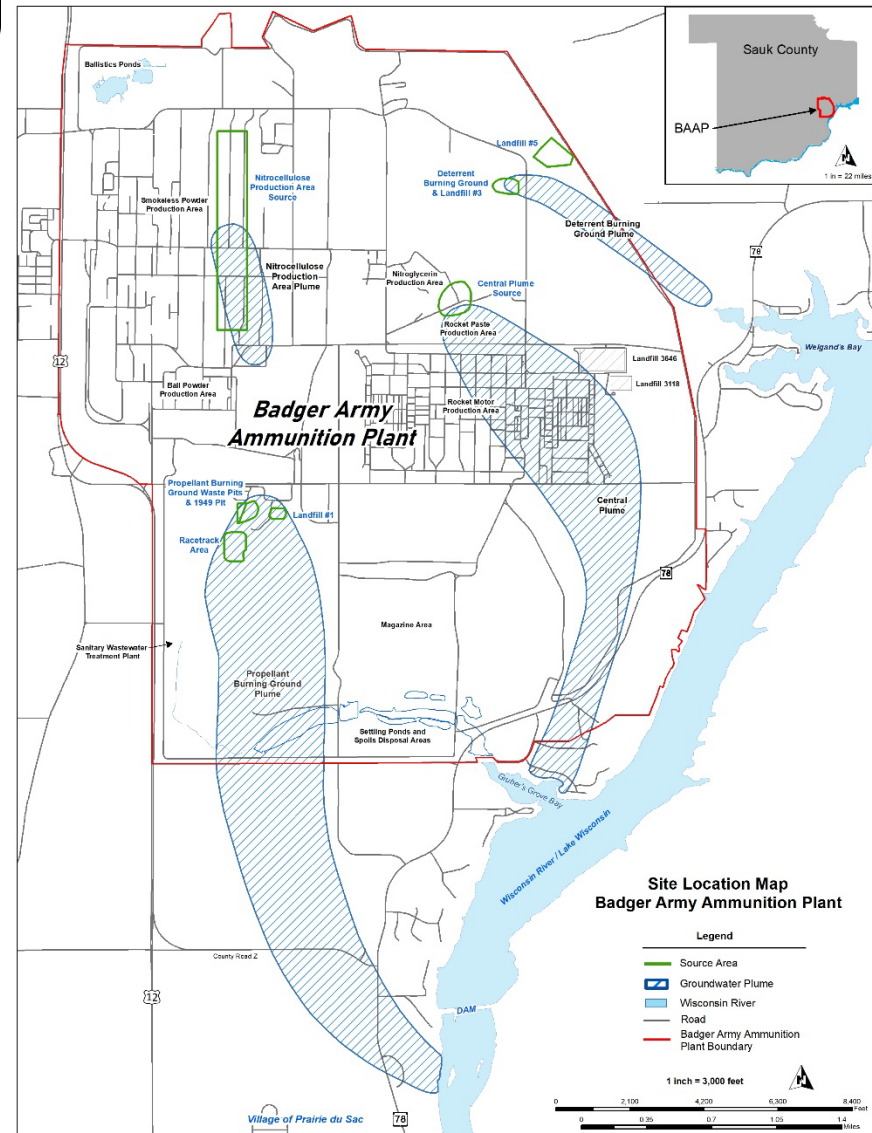 Ballistics Ponds
Sauk County
BAAP
1 in = 22 miles
Landfill #5
Nitrocellulose
Production Area
Source
Deterrent
Burning Ground
& Landfill #3
Smokeless Powder
Production Area
Deterrent Burning
Ground Plume
78
Nitrocellulose
Production
Area Plume
Nitroglycerin
Production Area
Central Plume
Source
Rocket Paste
Production Area
Weigand's Bay
12
Landfill 3646
Landfill 3118
Ball Powder
Production Area
Rocket Motor
Production Area
Badger Army
Ammunition Plant
Propellant Burning
Ground Waste Pits
& 1949 Pit
Landfill #1
Central
Plume
Racetrack
Area
78
Magazine Area
Sanitary Wastewater
Treatment Plant
Propellant
Burning Ground
Plume
Settling Ponds and
Spoils Disposal Areas
Gruber's Grove Bay
Wisconsin River / Lake Wisconsin
Site Location Map
Badger Army Ammunition Plant
Legend
Source Area
Groundwater Plume
Wisconsin River
Road
Badger Army Ammunition
Plant Boundary
County Road Z
12
DAM
1 inch = 3,000 feet
0 2,100 4,200 6,300 8,400
Feet
0 0.35 0.7 1.05 1.4
Miles
Village of Prairie du Sac
78